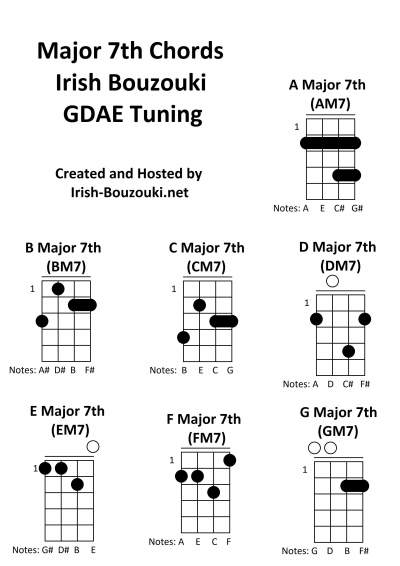 Major 7th Chords
Irish Bouzouki
GDAE Tuning
Created and Hosted by
Irish-Bouzouki.net
A Major 7th
(AM7)
1
Notes: A E C# G#
B Major 7th
(BM7)
1
Notes: A# D# B F#
C Major 7th
(CM7)
1
Notes: B E C G
D Major 7th
(DM7)
1
Notes: A D C# F#
E Major 7th
(EM7)
1
Notes: G# D# B E
F Major 7th
(FM7)
1
Notes: A E C F
G Major 7th
(GM7)
1
Notes: G D B F#